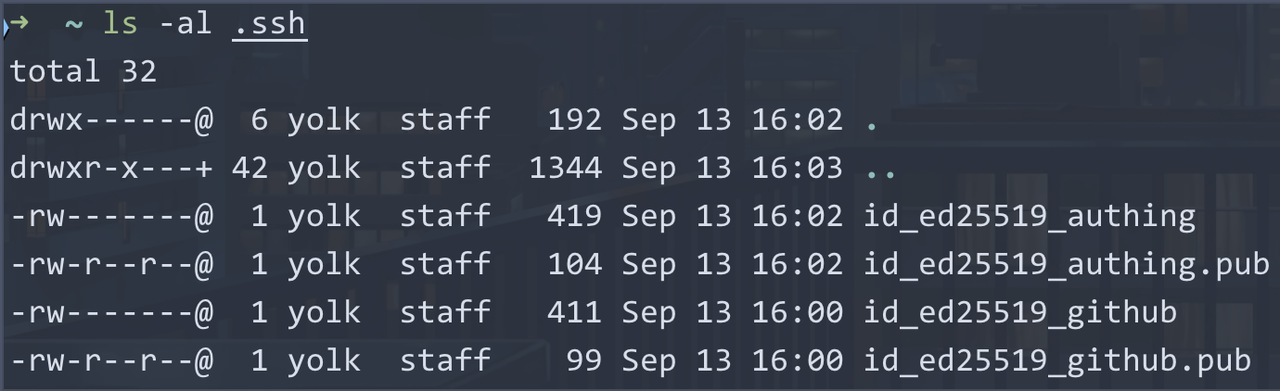 ➜  ~ ls -al .ssh
total 32
drwx------@  6 yolk  staff   192 Sep 13 16:02 .
drwxr-x---+ 42 yolk  staff  1344 Sep 13 16:03 ..
-rw-------@  1 yolk  staff   419 Sep 13 16:02 id_ed25519_authing
-rw-r--r--@  1 yolk  staff   104 Sep 13 16:02 id_ed25519_authing.pub
-rw-------@  1 yolk  staff   411 Sep 13 16:00 id_ed25519_github
-rw-r--r--@  1 yolk  staff    99 Sep 13 16:00 id_ed25519_github.pub